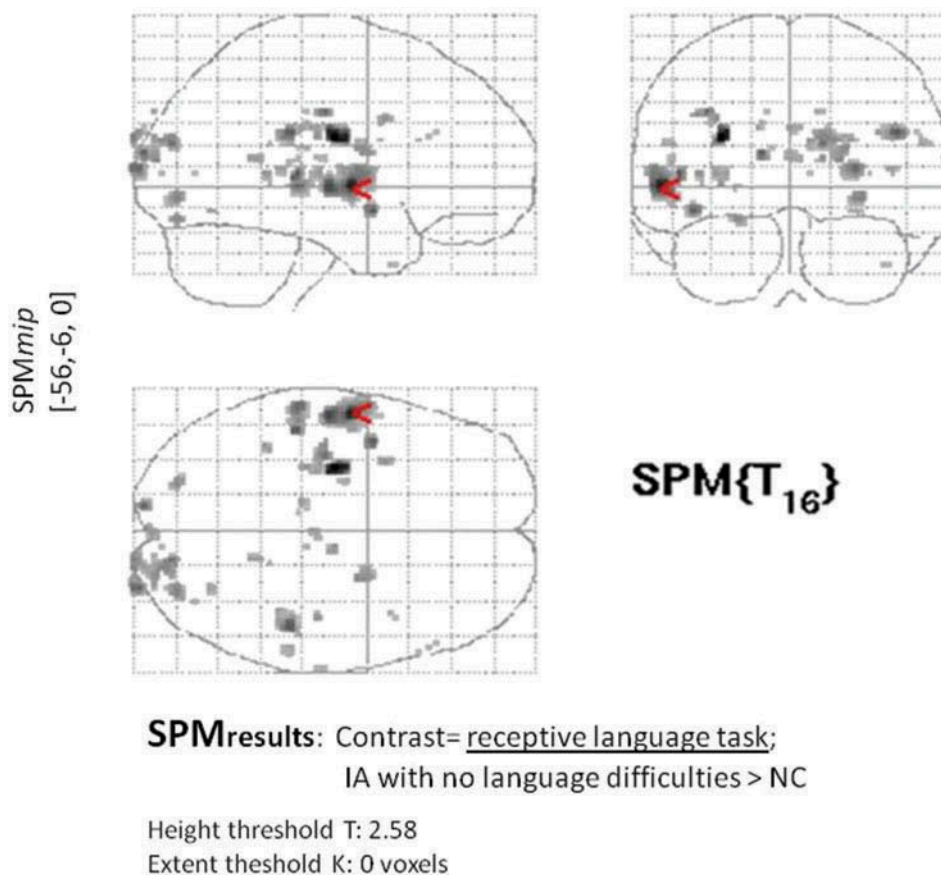 SPMmip
[-56,-6, 0]
SPM{T16}
SPMresults: Contrast= receptive language task;
IA with no language difficulties > NC
Height threshold T: 2.58
Extent theshold K: 0 voxels